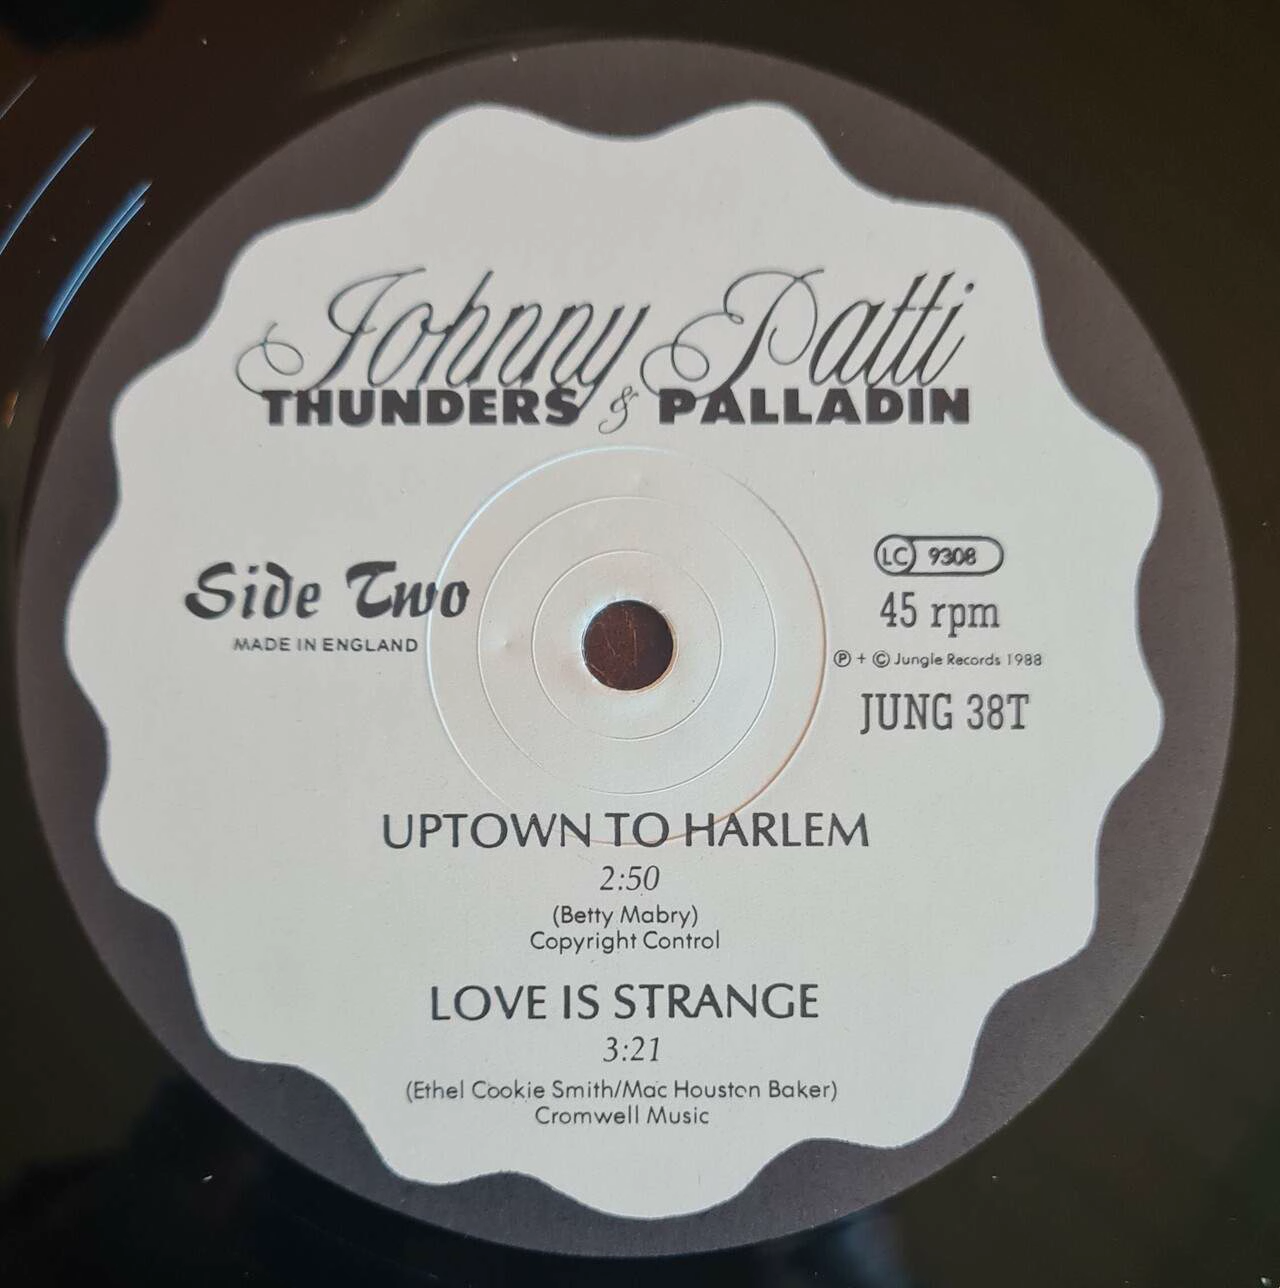 Johnny Patti
THUNDERS & PALLADIN
Side Two
MADE IN ENGLAND
LC 9308
45 rpm
℗ + © Jungle Records 1988
JUNG 38T
UPTOWN TO HARLEM
2:50
(Betty Mabry)
Copyright Control
LOVE IS STRANGE
3:21
(Ethel Cookie Smith/Mac Houston Baker)
Cromwell Music